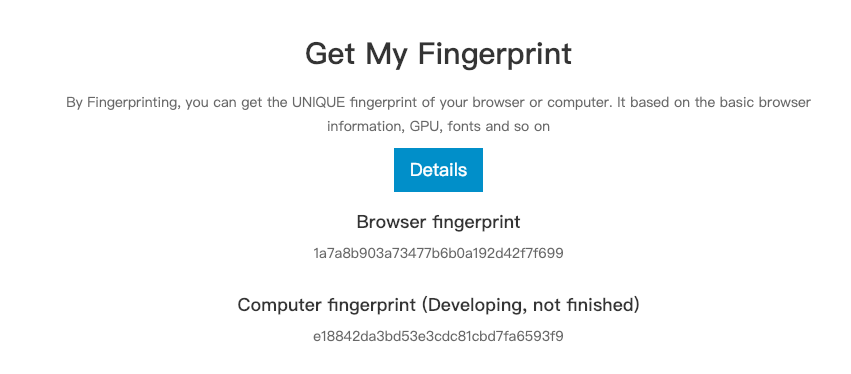 Get My Fingerprint
By Fingerprinting, you can get the UNIQUE fingerprint of your browser or computer. It based on the basic browser
information, GPU, fonts and so on
Details
Browser fingerprint
1a7a8b903a73477b6b0a192d42f7f699
Computer fingerprint (Developing, not finished)
e18842da3bd53e3cdc81cbd7fa6593f9